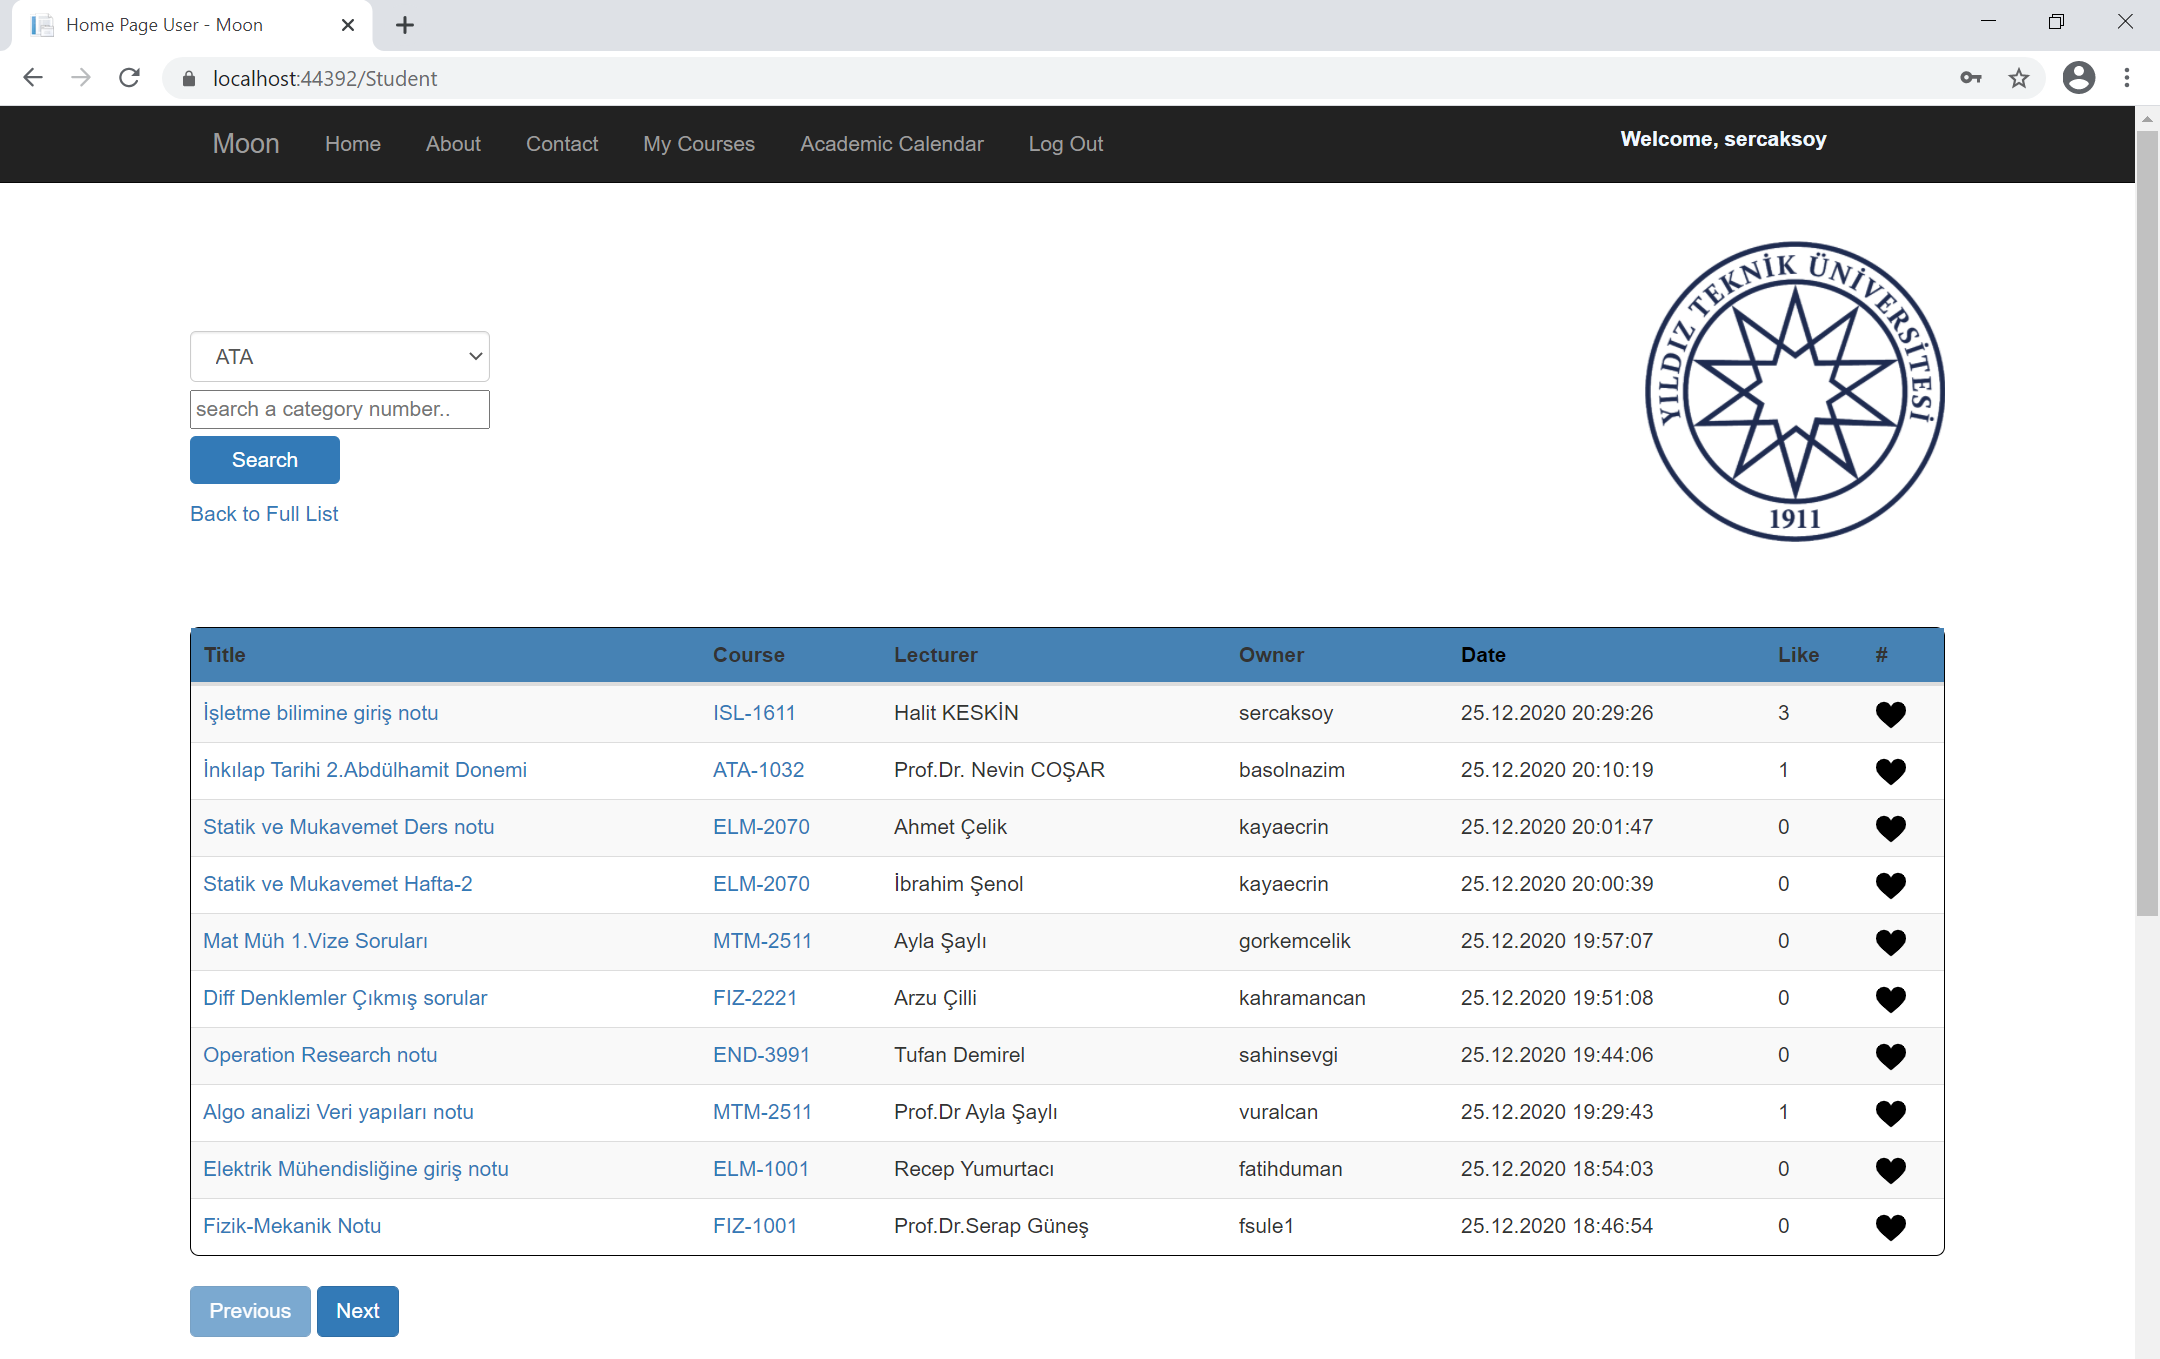 Home Page User - Moon
localhost:44392/Student
Moon Home About Contact My Courses Academic Calendar Log Out Welcome, sercaksoy
YILDIZ TEKNİK ÜNİVERSİTESİ
1911
ATA
search a category number..
Search
Back to Full List
Title Course Lecturer Owner Date Like #
İşletme bilimine giriş notu ISL-1611 Halit KESKİN sercaksoy 25.12.2020 20:29:26 3
İnkılap Tarihi 2.Abdülhamit Donemi ATA-1032 Prof.Dr. Nevin COŞAR basolnazim 25.12.2020 20:10:19 1
Statik ve Mukavemet Ders notu ELM-2070 Ahmet Çelik kayaecrin 25.12.2020 20:01:47 0
Statik ve Mukavemet Hafta-2 ELM-2070 İbrahim Şenol kayaecrin 25.12.2020 20:00:39 0
Mat Müh 1.Vize Soruları MTM-2511 Ayla Şaylı gorkemcelik 25.12.2020 19:57:07 0
Diff Denklemler Çıkmış sorular FIZ-2221 Arzu Çilli kahramancan 25.12.2020 19:51:08 0
Operation Research notu END-3991 Tufan Demirel sahinsevgi 25.12.2020 19:44:06 0
Algo analizi Veri yapıları notu MTM-2511 Prof.Dr Ayla Şaylı vuralcan 25.12.2020 19:29:43 1
Elektrik Mühendisliğine giriş notu ELM-1001 Recep Yumurtacı fatihduman 25.12.2020 18:54:03 0
Fizik-Mekanik Notu FIZ-1001 Prof.Dr.Serap Güneş fsule1 25.12.2020 18:46:54 0
Previous Next